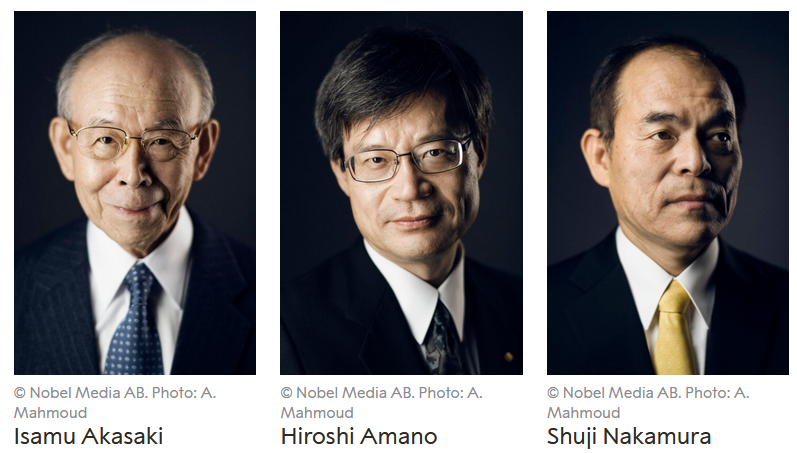 © Nobel Media AB. Photo: A.
Mahmoud
Isamu Akasaki
© Nobel Media AB. Photo: A.
Mahmoud
Hiroshi Amano
© Nobel Media AB. Photo: A.
Mahmoud
Shuji Nakamura